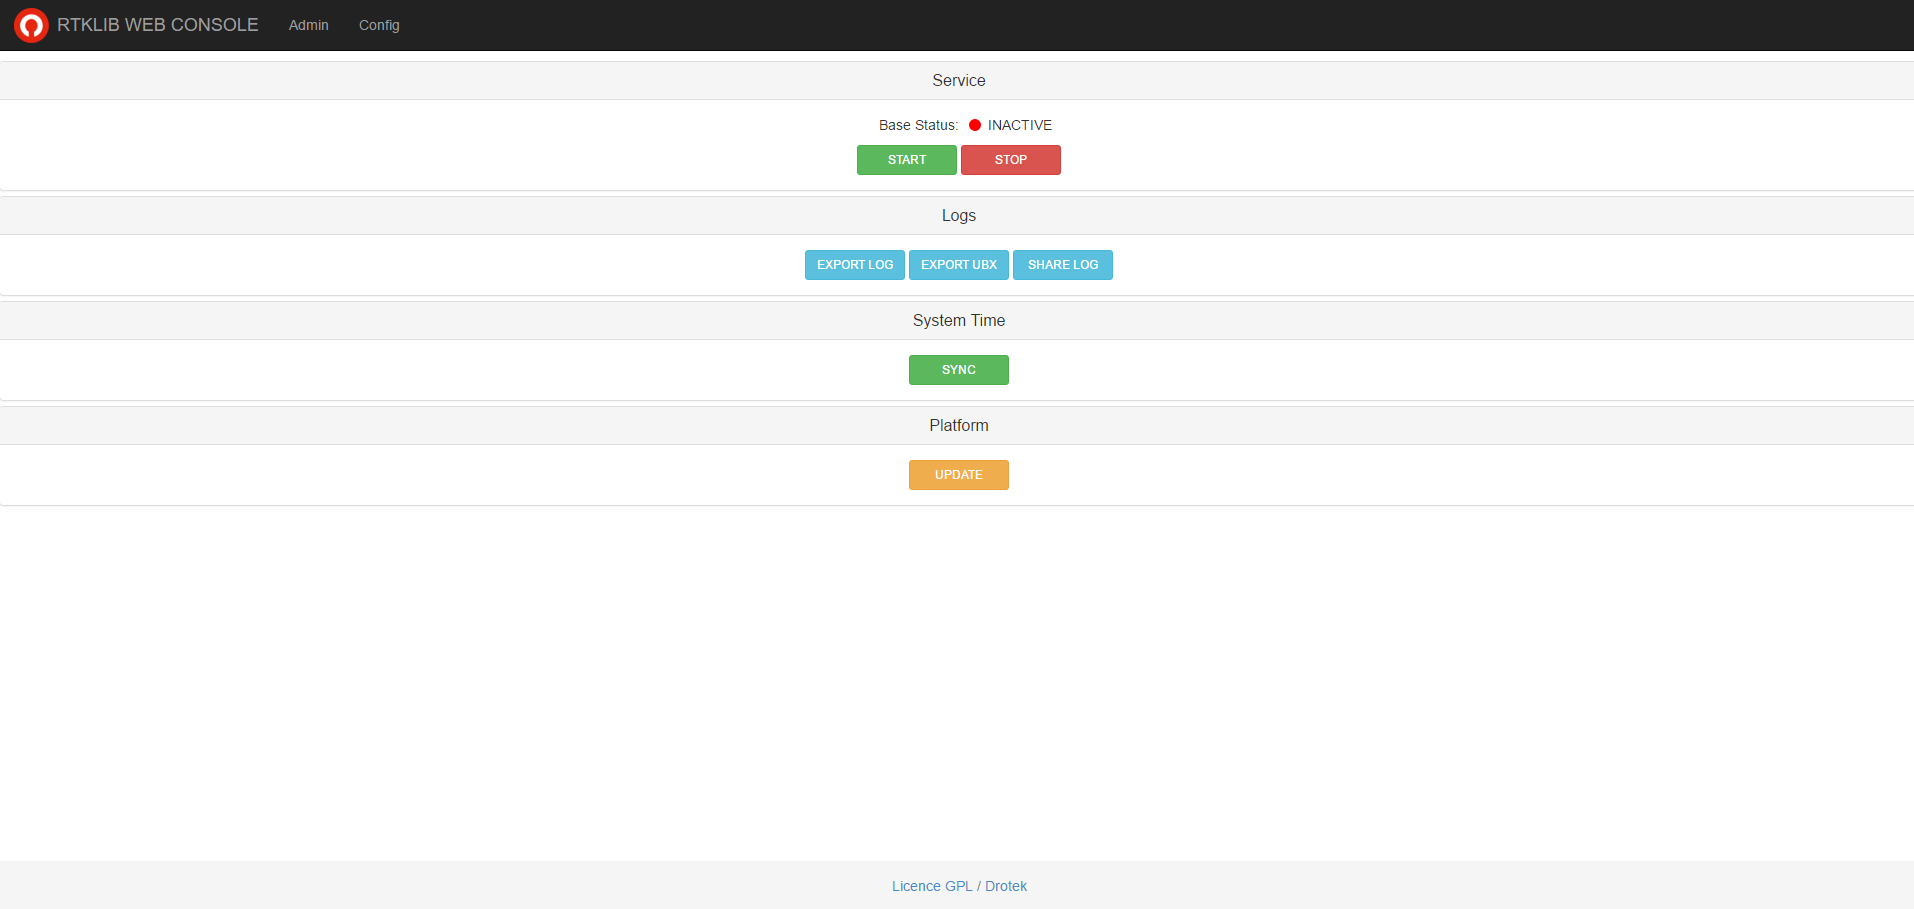 RTKLIB WEB CONSOLE Admin Config
Service
Base Status: INACTIVE
START STOP
Logs
EXPORT LOG EXPORT UBX SHARE LOG
System Time
SYNC
Platform
UPDATE
Licence GPL / Drotek